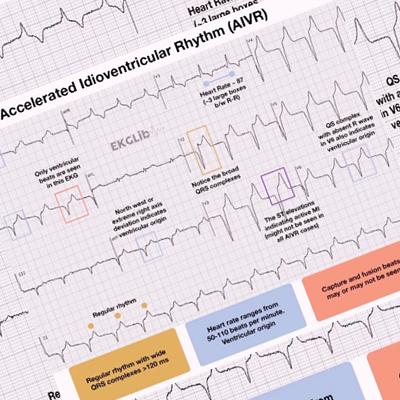 Heart Ra
(~3 large boxes
Accelerated Idioventricular Rhythm (AIVR)
Heart Rate ~ 87
(~3 large boxes
b/w R-R)
EKGLib
Only ventricular
beats are seen
in this EKG
Notice the broad
QRS complexes
QS complex
with absent R wave
in V6 also indicates
ventricular origin
QS
with a
in V6
ven
North west or
extreme right axis
deviation indicates
ventricular origin
The ST elevations
indicating active MI
(might not be seen in
all AIVR cases)
III
Regular rhythm
II
Regular rhythm with wide
QRS complexes >120 ms
Heart rate ranges from
50-110 beats per minute.
Ventricular origin
Capture and fusion beats
may or may not be seen
Re
from